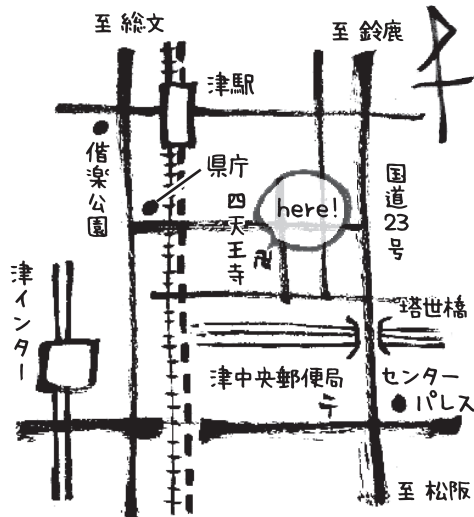 至 総文
至 鈴鹿
津駅
偕楽公園
県庁
四天王寺
here!
卍
国道23号
津インター
塔世橋
津中央郵便局
〒
センター
パレス
至 松阪